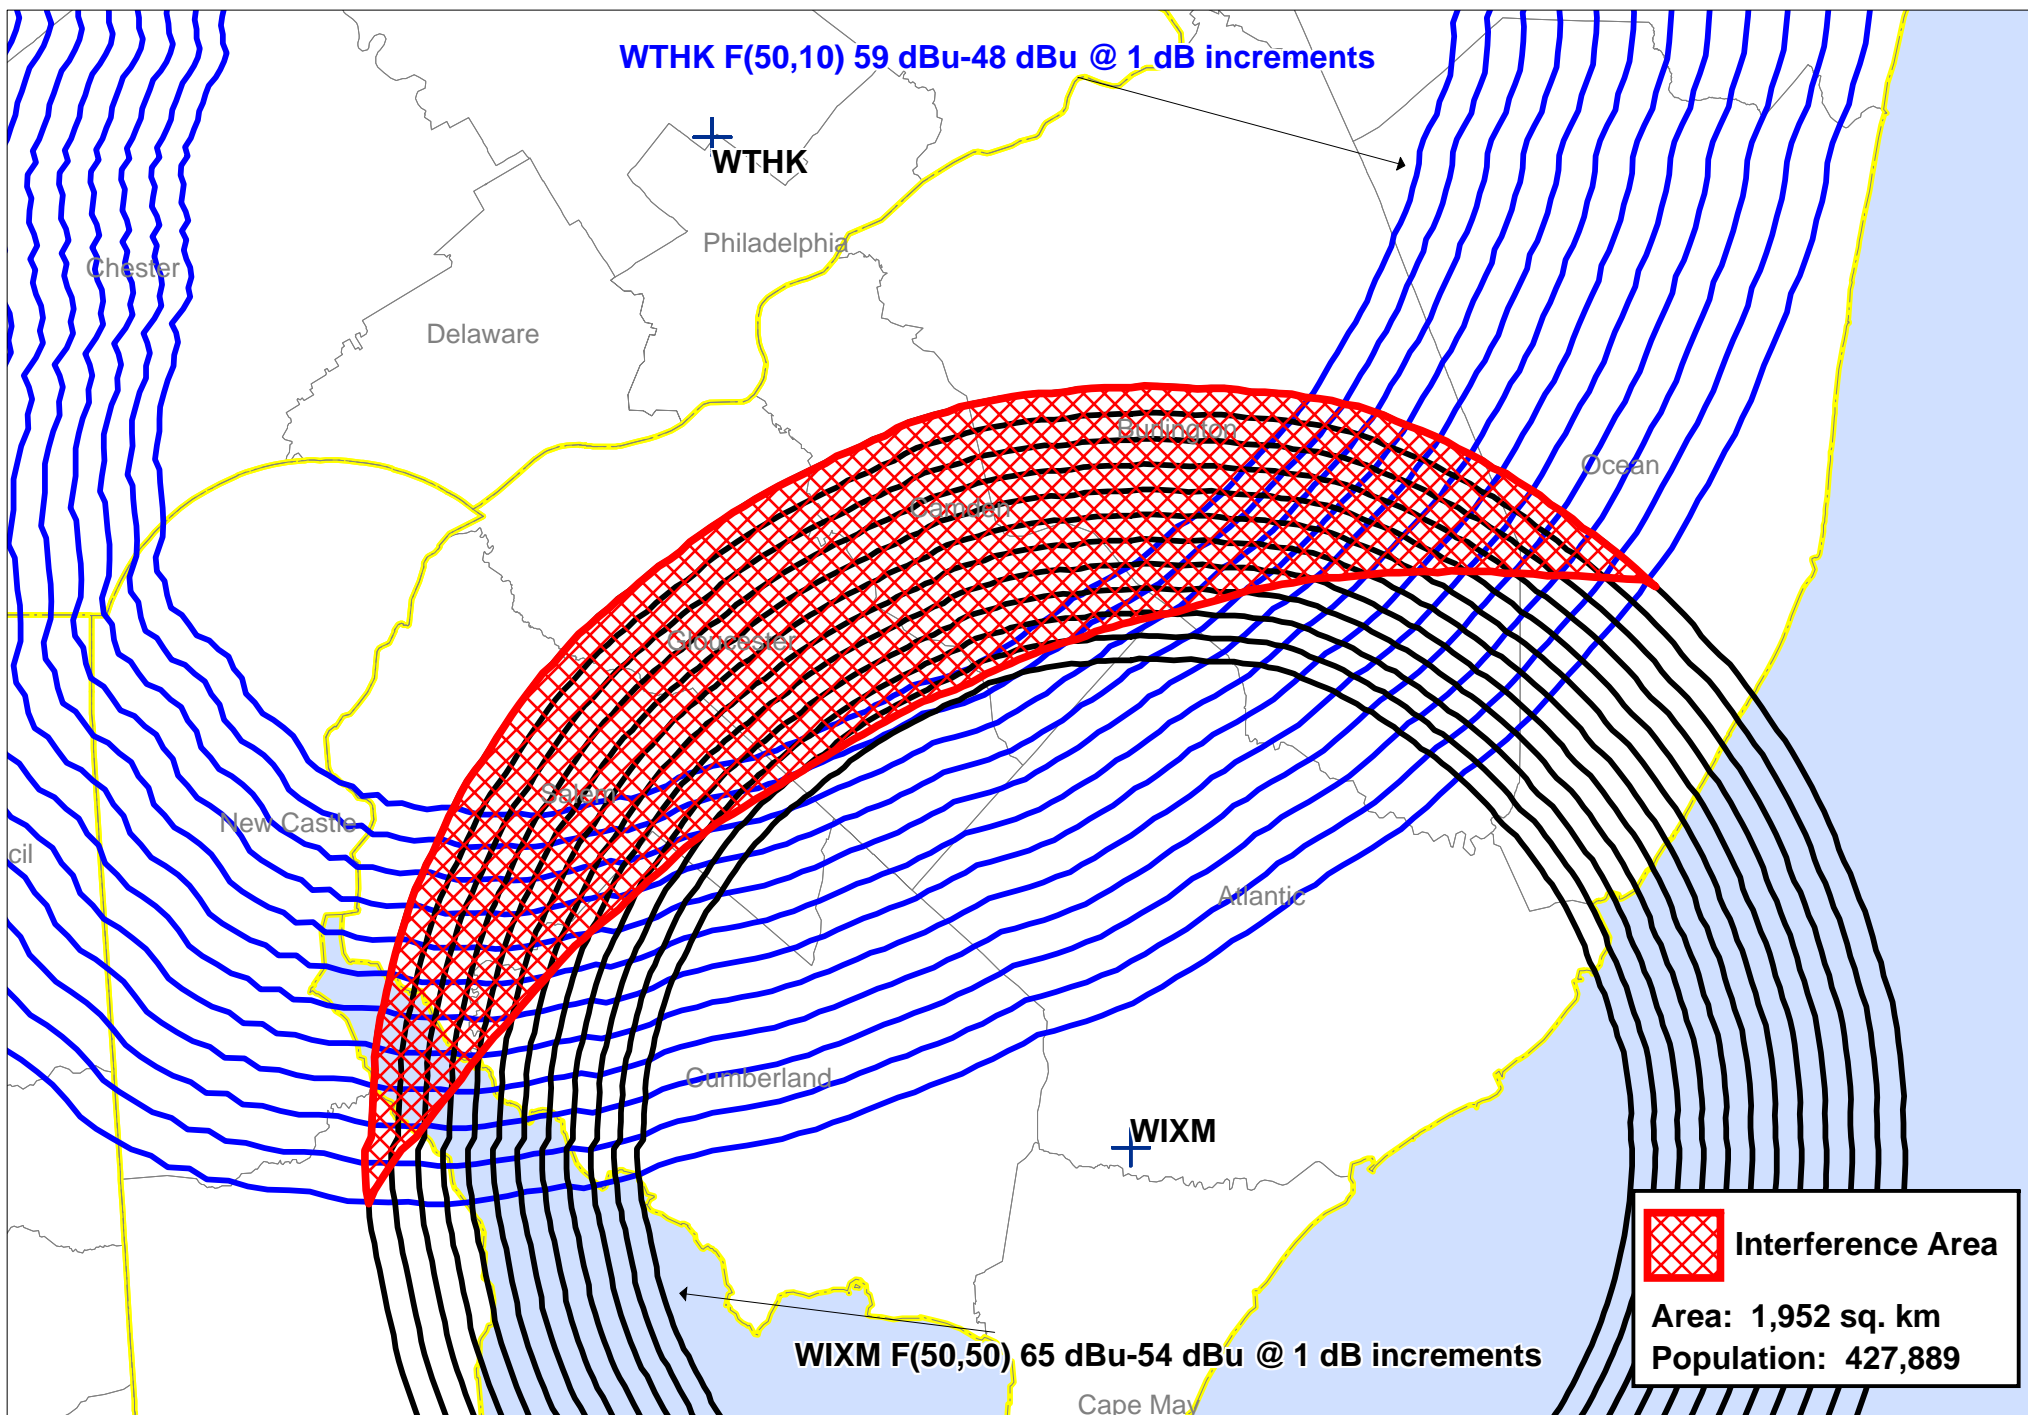 WTHK F(50,10) 59 dBu-48 dBu @ 1 dB increments
WTHK
Philadelphia
Chester
Delaware
Burlington
Ocean
Camden
Gloucester
Salem
New Castle
cil
Atlantic
Cumberland
WIXM
Interference Area
Area: 1,952 sq. km
Population: 427,889
WIXM F(50,50) 65 dBu-54 dBu @ 1 dB increments
Cape May